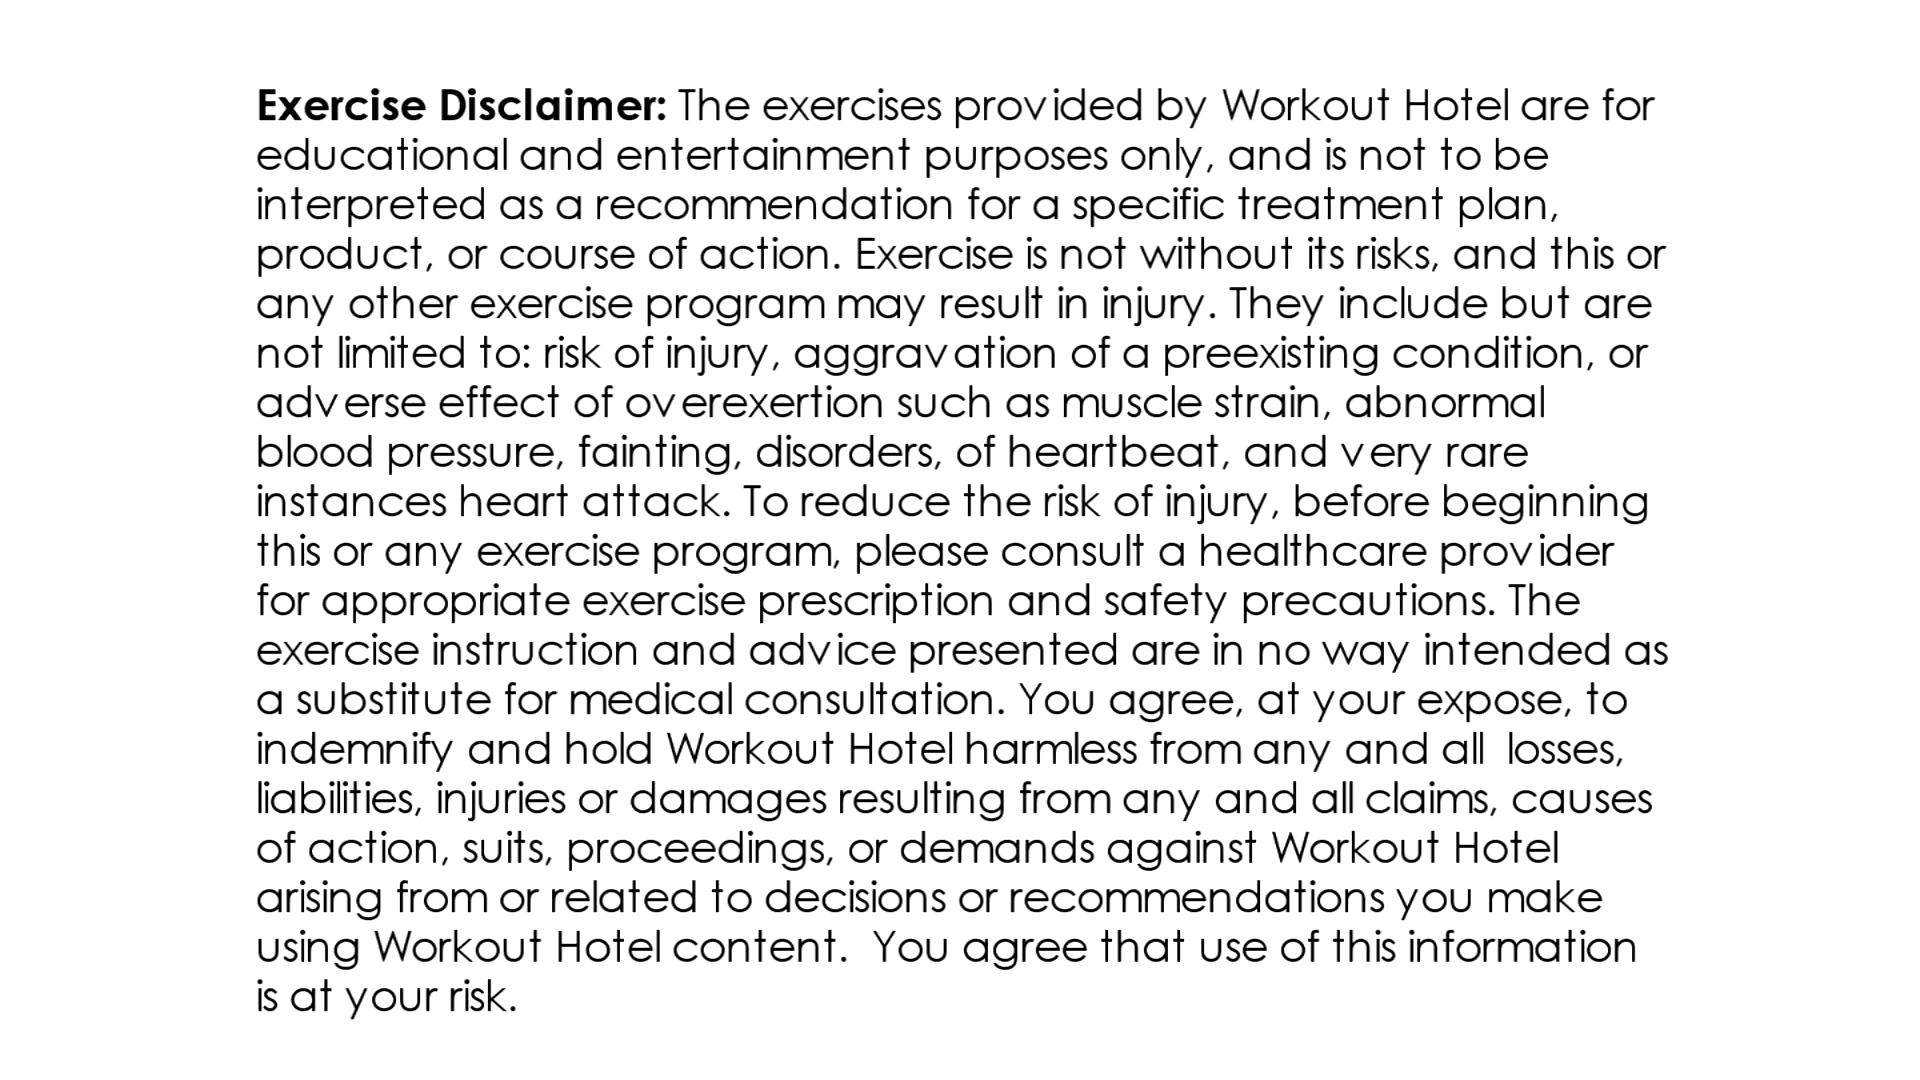 Exercise Disclaimer: The exercises provided by Workout Hotel are for
educational and entertainment purposes only, and is not to be
interpreted as a recommendation for a specific treatment plan,
product, or course of action. Exercise is not without its risks, and this or
any other exercise program may result in injury. They include but are
not limited to: risk of injury, aggravation of a preexisting condition, or
adverse effect of overexertion such as muscle strain, abnormal
blood pressure, fainting, disorders, of heartbeat, and very rare
instances heart attack. To reduce the risk of injury, before beginning
this or any exercise program, please consult a healthcare provider
for appropriate exercise prescription and safety precautions. The
exercise instruction and advice presented are in no way intended as
a substitute for medical consultation. You agree, at your expose, to
indemnify and hold Workout Hotel harmless from any and all  losses,
liabilities, injuries or damages resulting from any and all claims, causes
of action, suits, proceedings, or demands against Workout Hotel
arising from or related to decisions or recommendations you make
using Workout Hotel content.  You agree that use of this information
is at your risk.